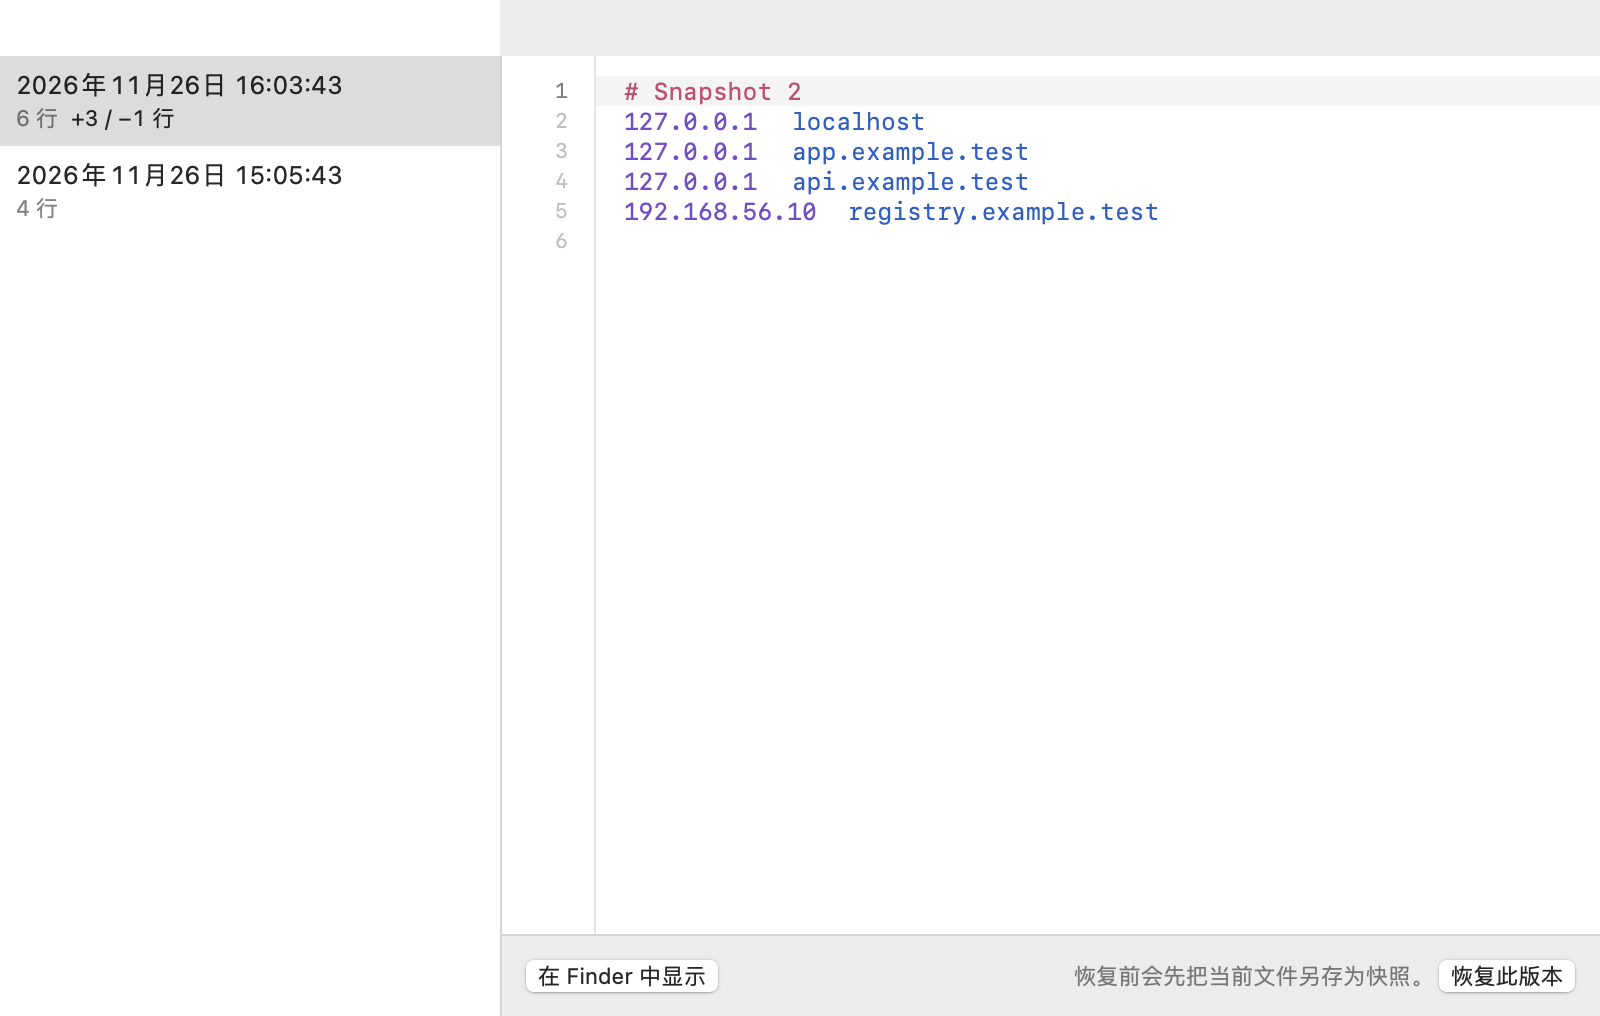 2026年11月26日 16:03:43
6 行 +3 / −1 行
2026年11月26日 15:05:43
4 行
1 # Snapshot 2
2 127.0.0.1 localhost
3 127.0.0.1 app.example.test
4 127.0.0.1 api.example.test
5 192.168.56.10 registry.example.test
6
在 Finder 中显示
恢复前会先把当前文件另存为快照。 恢复此版本